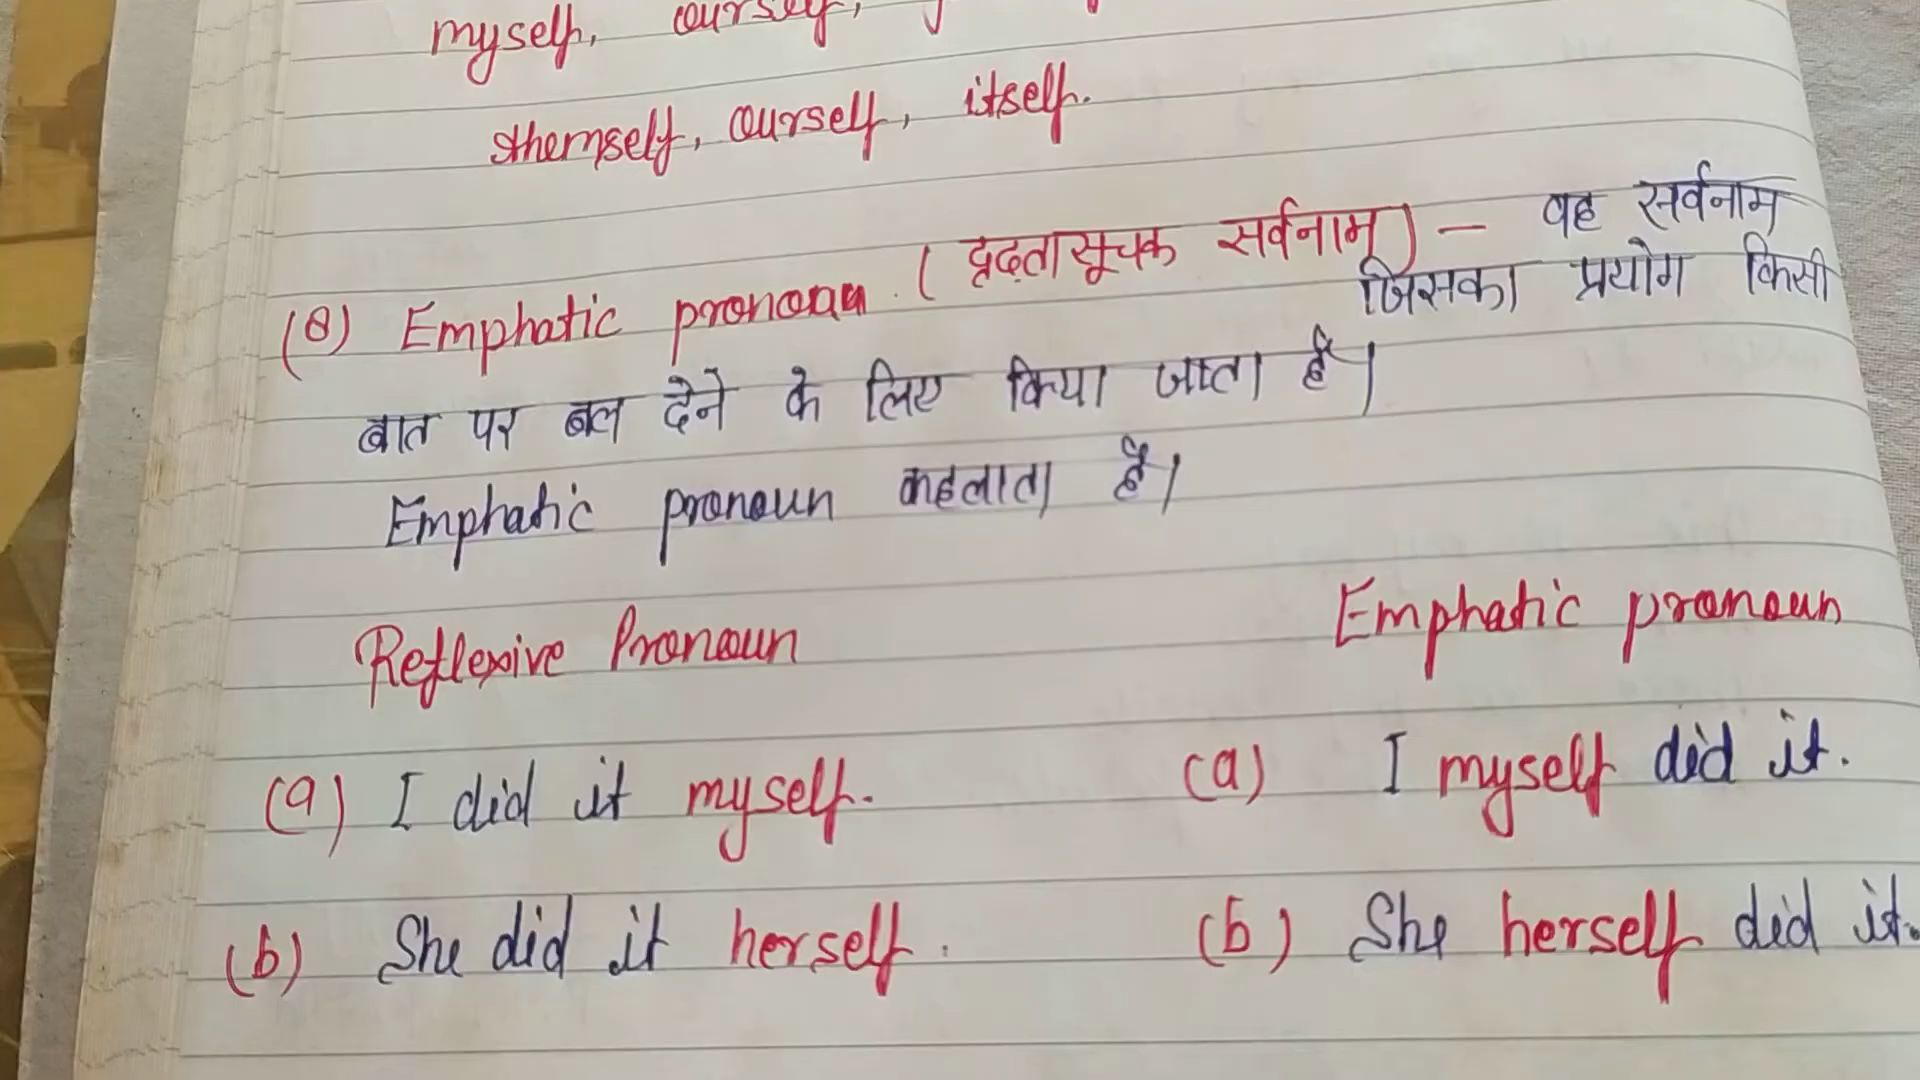 myself, ourself,
themself, ourself, itself.
(8) Emphatic pronoun. (दृढ़तासूचक सर्वनाम) – वह सर्वनाम
जिसका प्रयोग किसी
बात पर बल देने के लिए किया जाता है।
Emphatic pronoun कहलाता है।
Reflexive Pronoun Emphatic pronoun
(a) I did it myself. (a) I myself did it.
(b) She did it herself. (b) She herself did it.